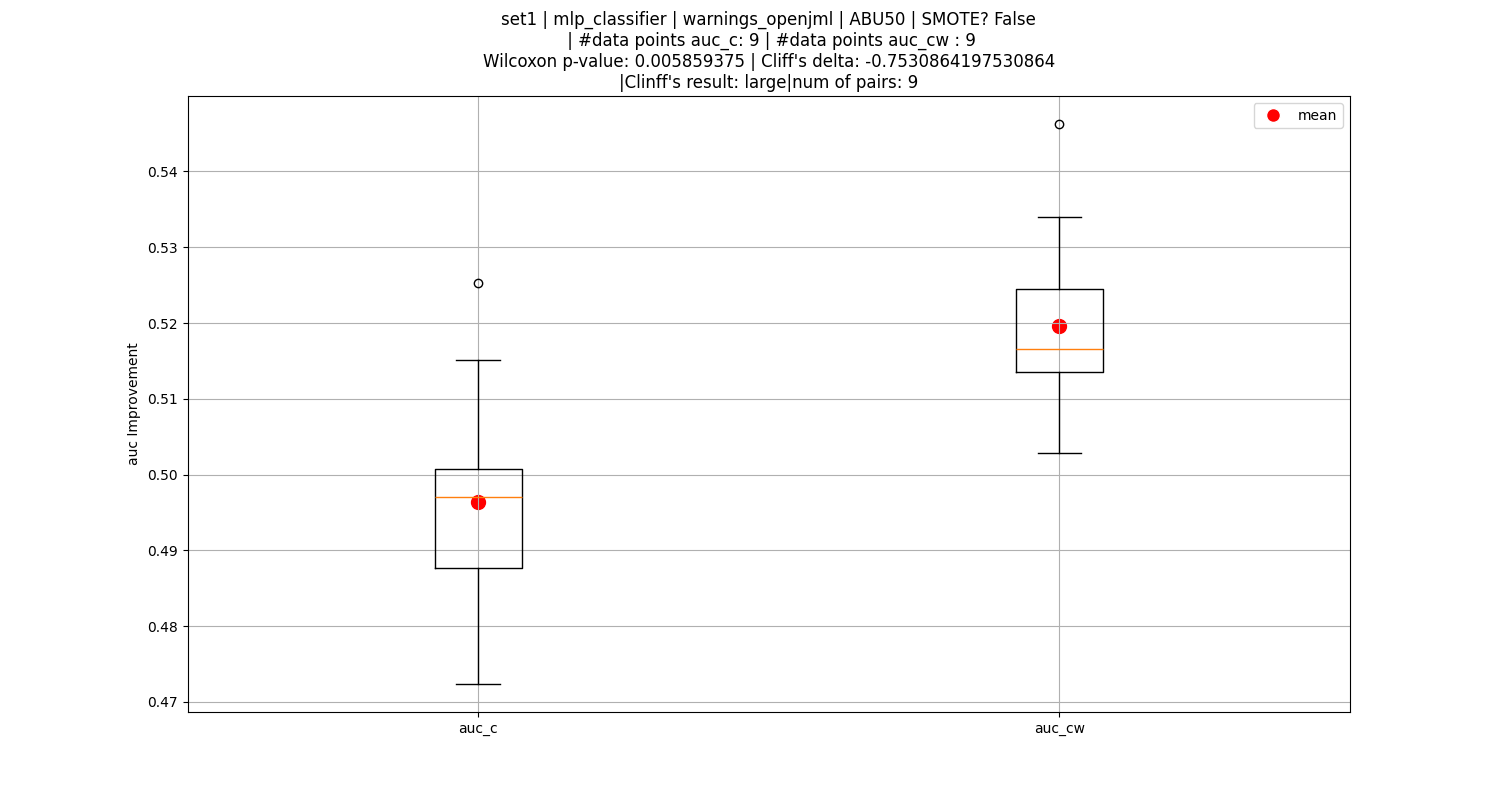 set1 | mlp_classifier | warnings_openjml | ABU50 | SMOTE? False
| #data points auc_c: 9 | #data points auc_cw : 9
Wilcoxon p-value: 0.005859375 | Cliff's delta: -0.7530864197530864
|Clinff's result: large|num of pairs: 9
mean
0.54
0.53
0.52
0.51
0.50
0.49
0.48
0.47
auc Improvement
auc_c
auc_cw